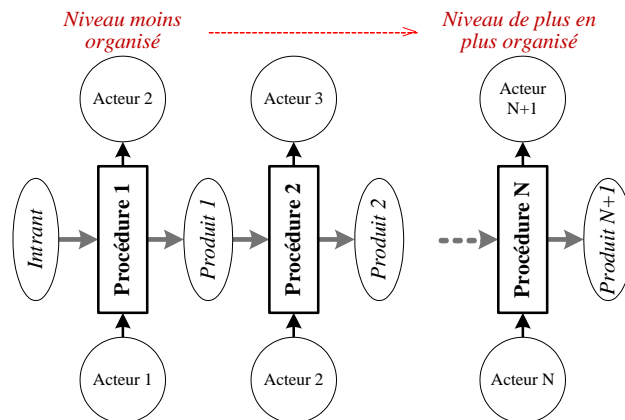 Niveau moins
organisé
Niveau de plus en
plus organisé
Acteur 2
Acteur 3
Acteur
N+1
Intrant
Procédure 1
Produit 1
Procédure 2
Produit 2
Procédure N
Produit N+1
Acteur 1
Acteur 2
Acteur N